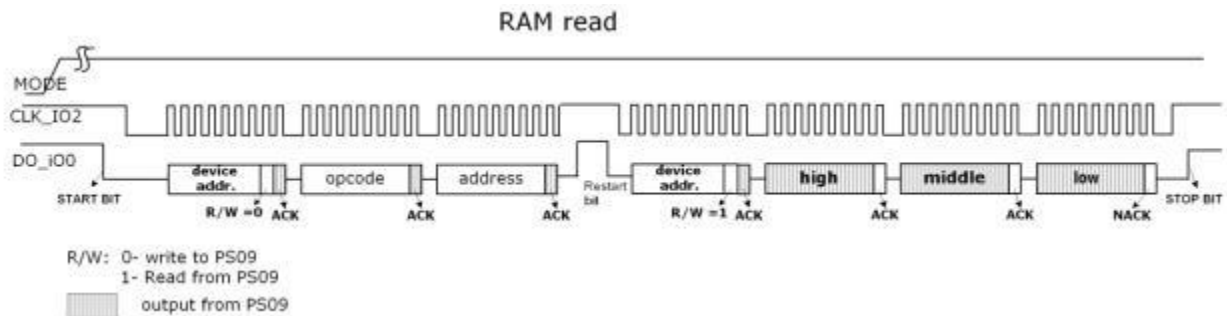 RAM read
MODE
CLK_IO2
DO_iO0
START BIT
device addr.
R/W =0
ACK
opcode
ACK
address
ACK
Restart bit
device addr.
R/W =1
ACK
high
ACK
middle
ACK
low
NACK
STOP BIT
R/W: 0- write to PS09
1- Read from PS09
output from PS09